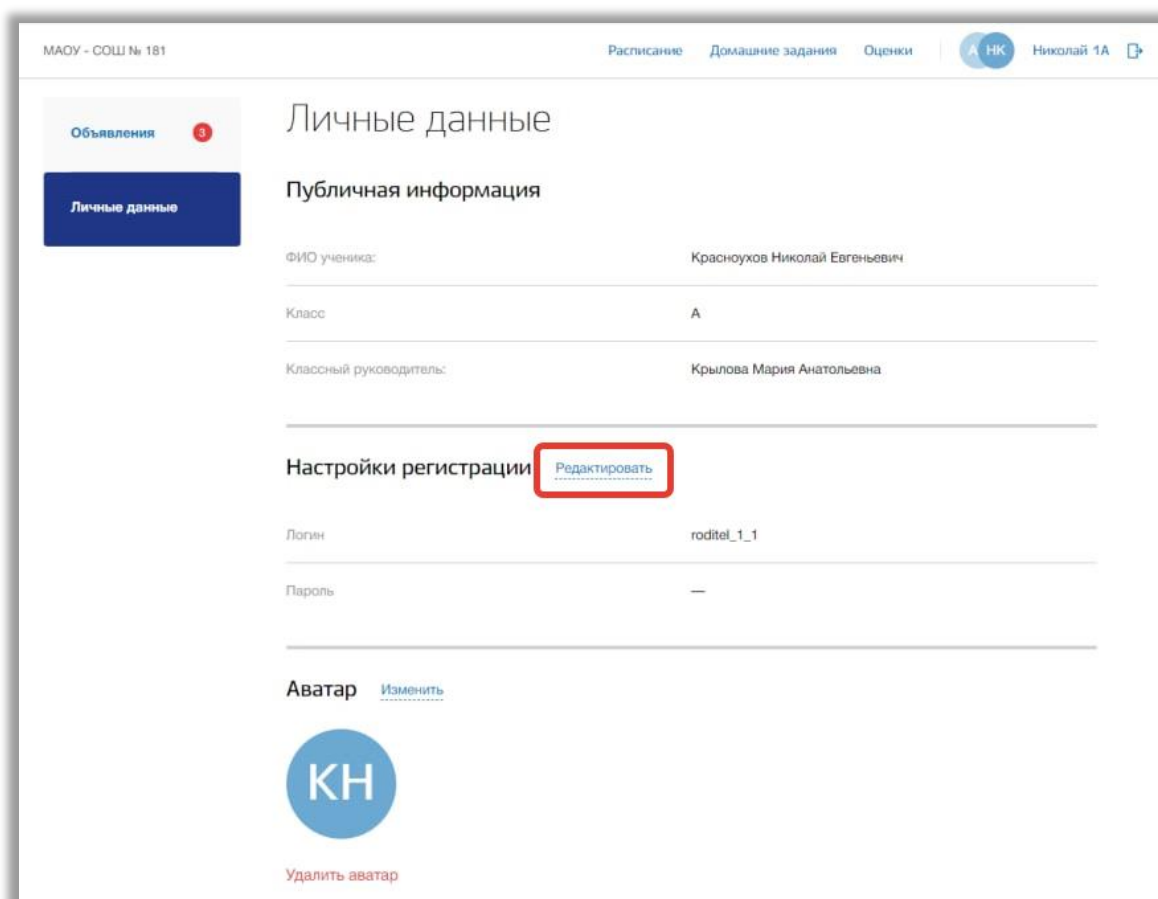 МАОУ - СОШ № 181 Расписание Домашние задания Оценки А НК Николай 1А
Объявления 3
Личные данные
Личные данные
Публичная информация
ФИО ученика: Красноухов Николай Евгеньевич
Класс А
Классный руководитель: Крылова Мария Анатольевна
Настройки регистрации Редактировать
Логин roditel_1_1
Пароль —
Аватар Изменить
КН
Удалить аватар